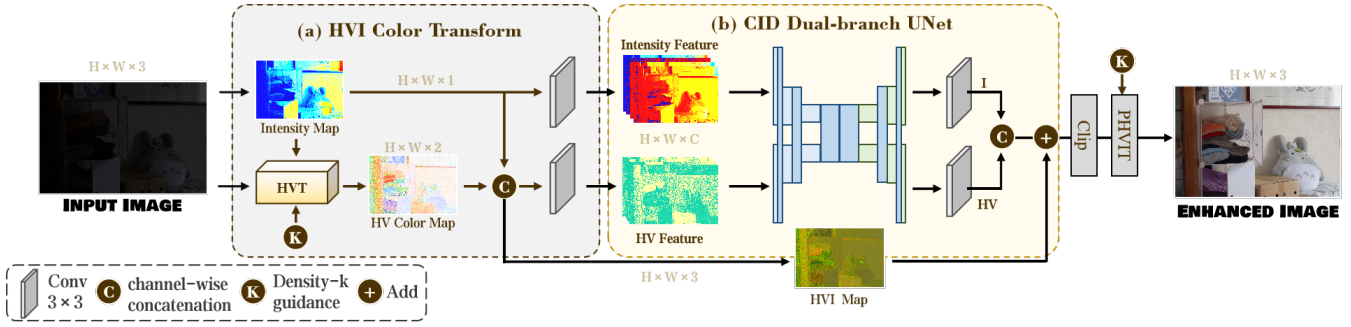 (a) HVI Color Transform
(b) CID Dual-branch UNet
H×W×3
INPUT IMAGE
Intensity Map
H×W×1
HVT
K
H×W×2
HV Color Map
C
Intensity Feature
H×W×C
HV Feature
I
HV
C
+
Clip
K
PHVIT
H×W×3
ENHANCED IMAGE
H×W×3
HVI Map
Conv
3×3
C
channel-wise
concatenation
K
Density-k
guidance
+
Add